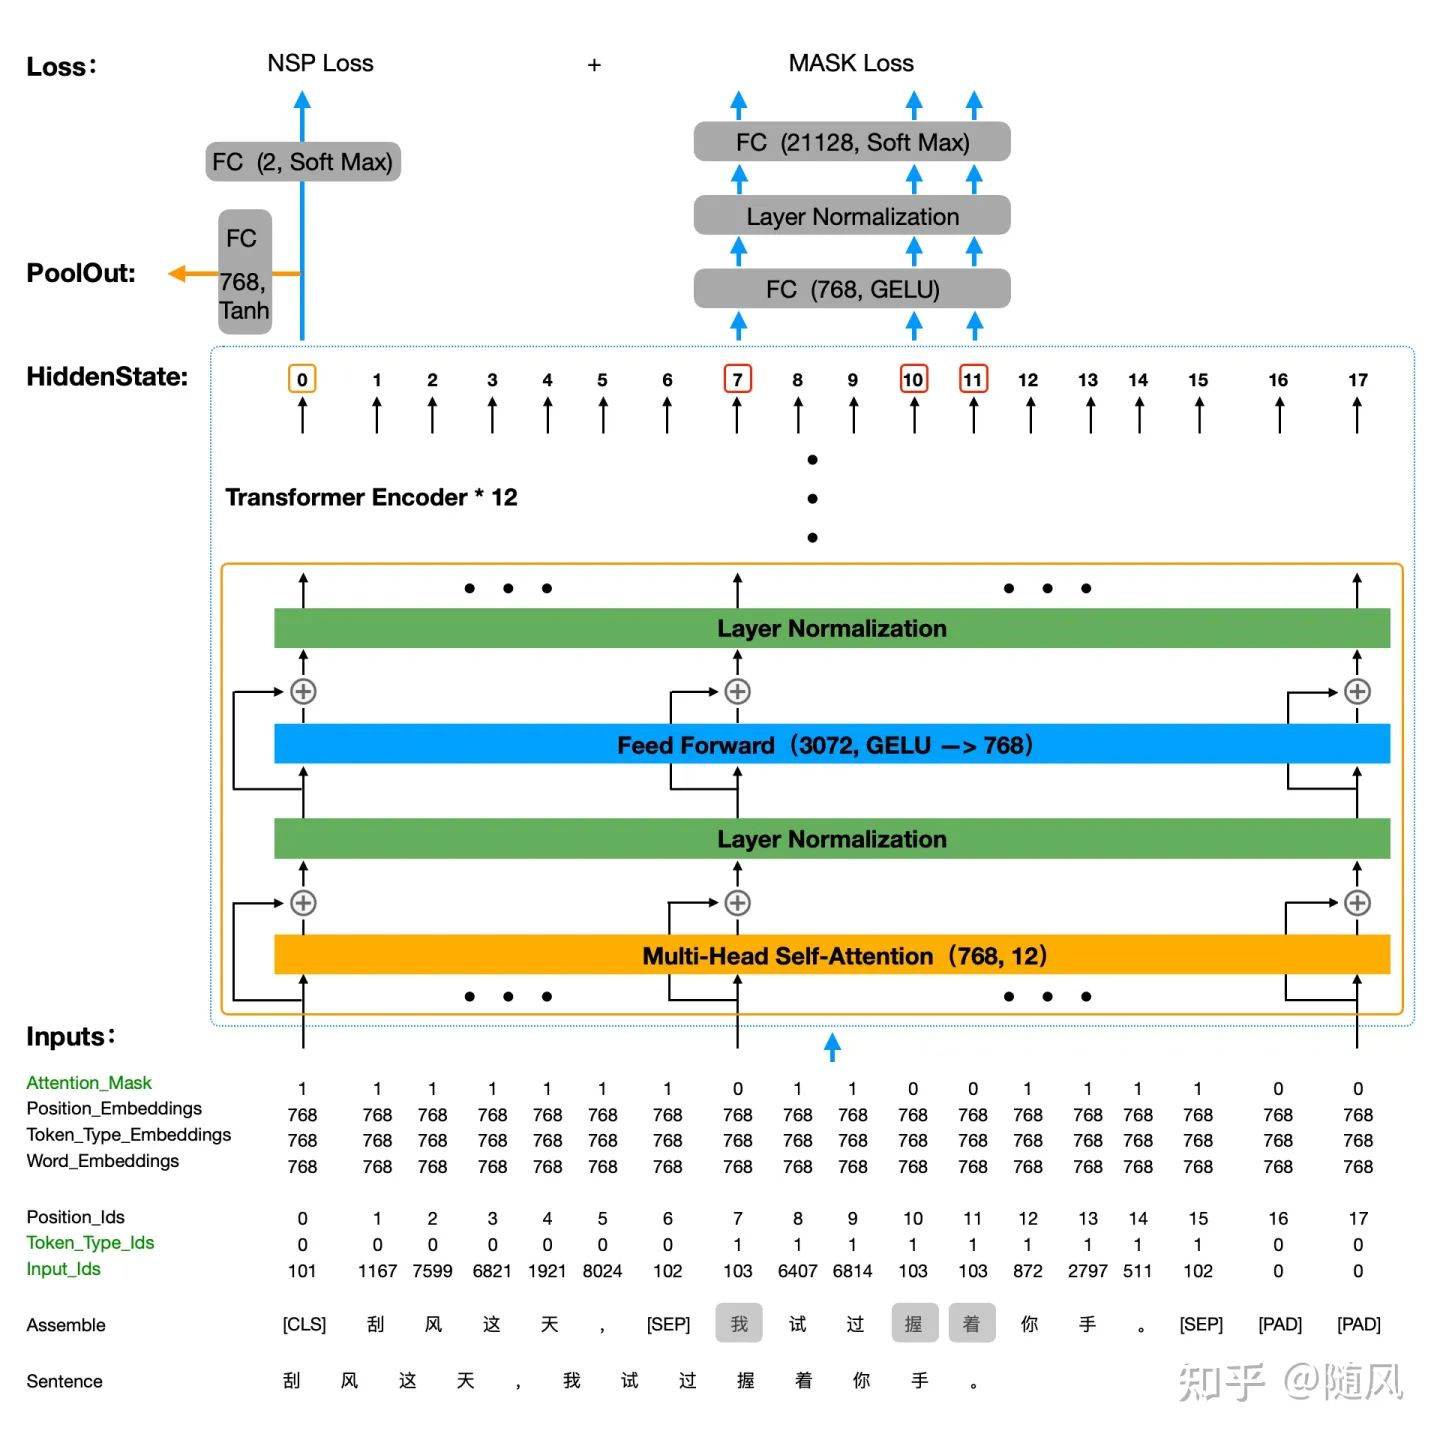 Loss： NSP Loss + MASK Loss
FC (21128, Soft Max)
FC (2, Soft Max)
Layer Normalization
FC
PoolOut:
768,
Tanh
FC (768, GELU)
HiddenState: 0 1 2 3 4 5 6 7 8 9 10 11 12 13 14 15 16 17
Transformer Encoder * 12
Layer Normalization
Feed Forward（3072, GELU —> 768）
Layer Normalization
Multi-Head Self-Attention（768, 12）
Inputs：
Attention_Mask 1 1 1 1 1 1 1 0 1 1 0 0 1 1 1 1 0 0
Position_Embeddings 768 768 768 768 768 768 768 768 768 768 768 768 768 768 768 768 768 768
Token_Type_Embeddings 768 768 768 768 768 768 768 768 768 768 768 768 768 768 768 768 768 768
Word_Embeddings 768 768 768 768 768 768 768 768 768 768 768 768 768 768 768 768 768 768
Position_Ids 0 1 2 3 4 5 6 7 8 9 10 11 12 13 14 15 16 17
Token_Type_Ids 0 0 0 0 0 0 0 1 1 1 1 1 1 1 1 1 0 0
Input_Ids 101 1167 7599 6821 1921 8024 102 103 6407 6814 103 103 872 2797 511 102 0 0
Assemble [CLS] 刮 风 这 天 ， [SEP] 我 试 过 握 着 你 手 。 [SEP] [PAD] [PAD]
Sentence 刮 风 这 天 ， 我 试 过 握 着 你 手 。
知乎 @随风